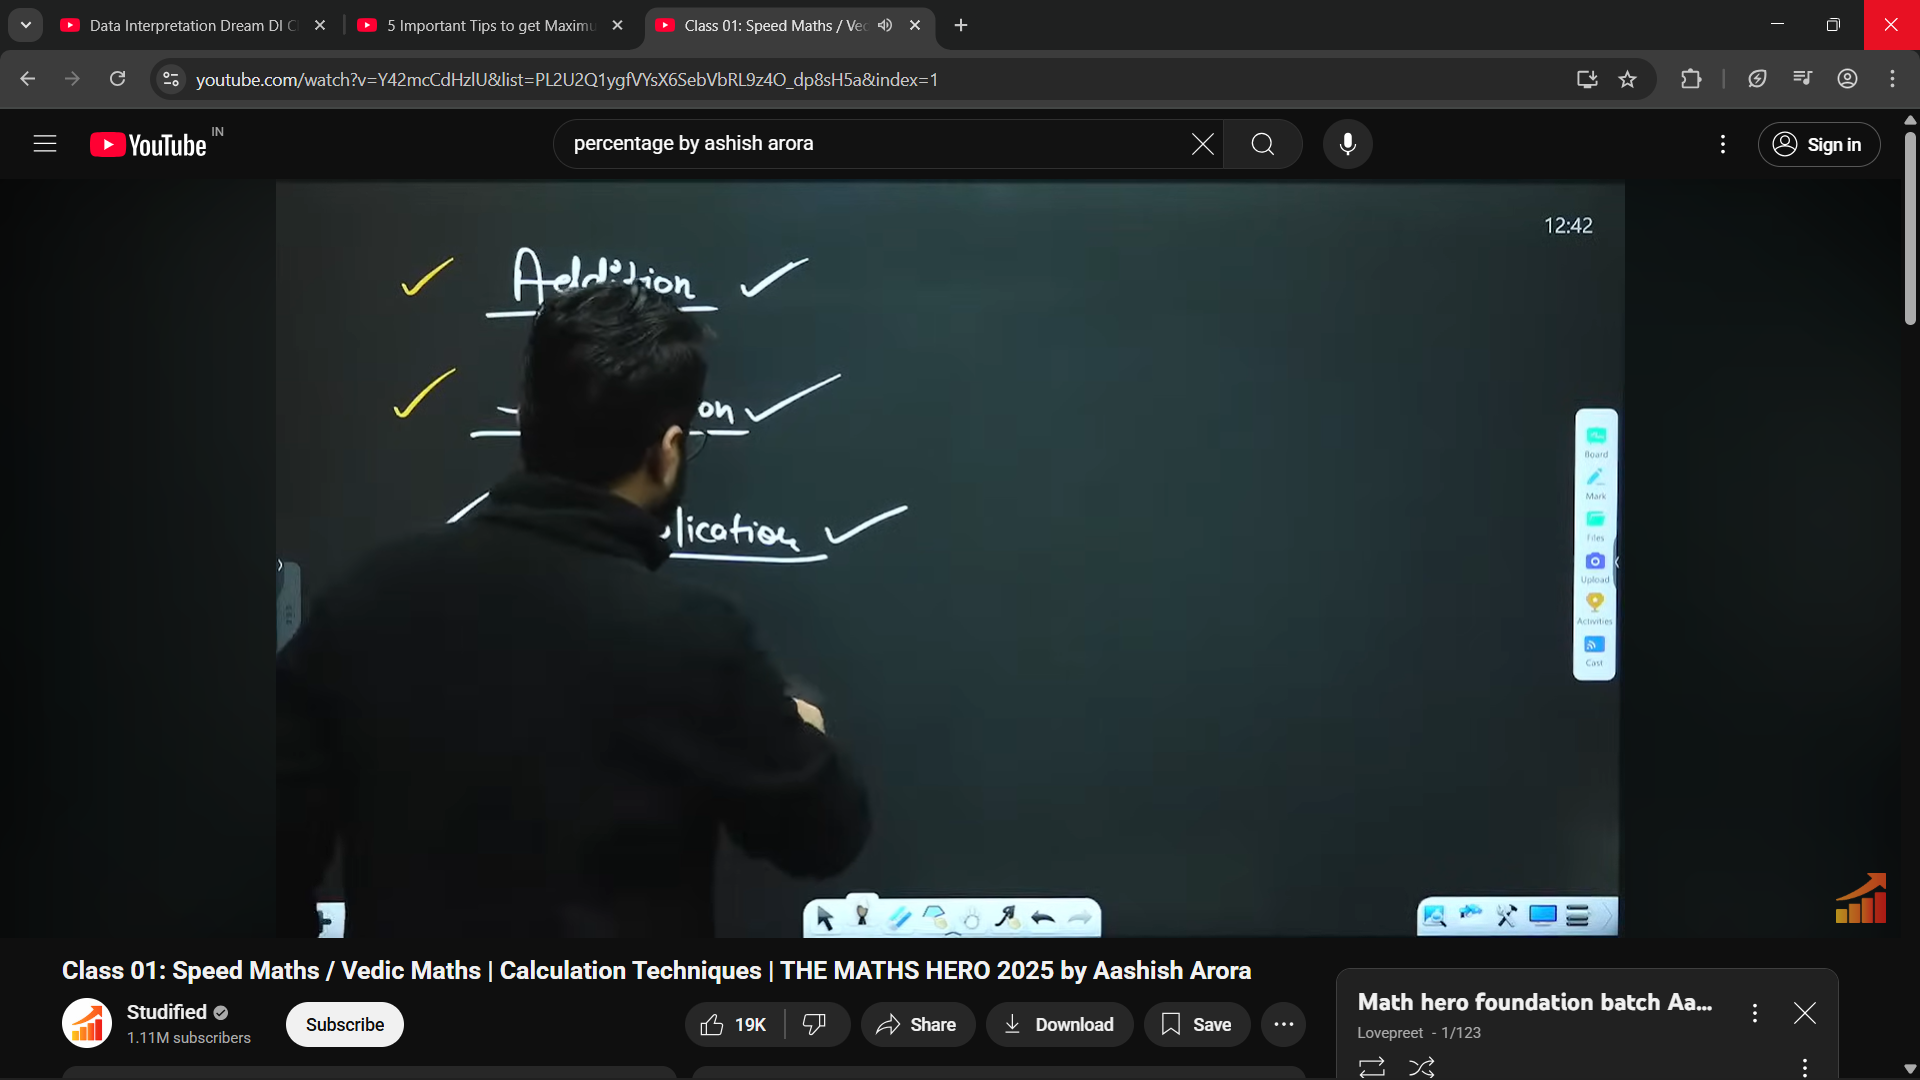 Data Interpretation Dream DI C
5 Important Tips to get Maximu
Class 01: Speed Maths / Ved
youtube.com/watch?v=Y42mcCdHzlU&list=PL2U2Q1ygfVYsX6SebVbRL9z4O_dp8sH5a&index=1
YouTube IN
percentage by ashish arora
Sign in
12:42
Addition
on
lication
Board
Mark
Files
Upload
Activities
Cast
Class 01: Speed Maths / Vedic Maths | Calculation Techniques | THE MATHS HERO 2025 by Aashish Arora
Studified
1.11M subscribers
Subscribe
19K
Share
Download
Save
Math hero foundation batch Aa...
Lovepreet - 1/123